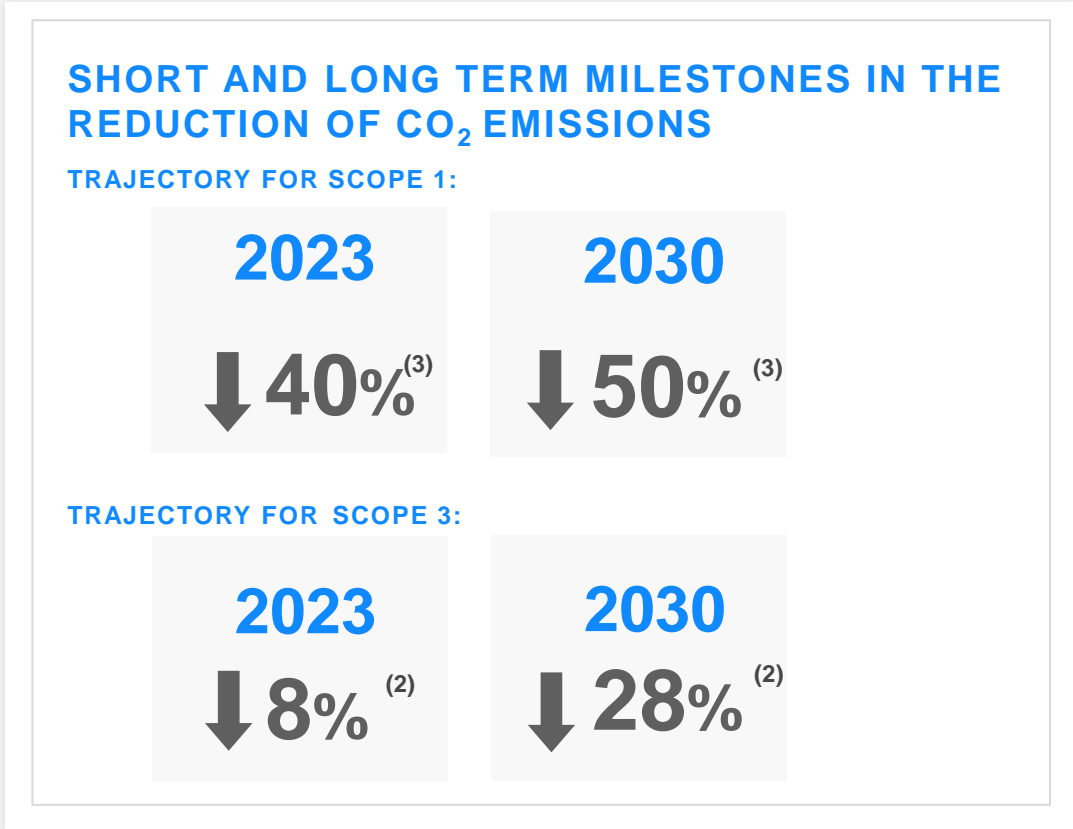 SHORT AND LONG TERM MILESTONES IN THE
REDUCTION OF CO₂ EMISSIONS
TRAJECTORY FOR SCOPE 1:
2023 2030
40%(3) 50% (3)
TRAJECTORY FOR SCOPE 3:
2023 2030
8% (2) 28% (2)